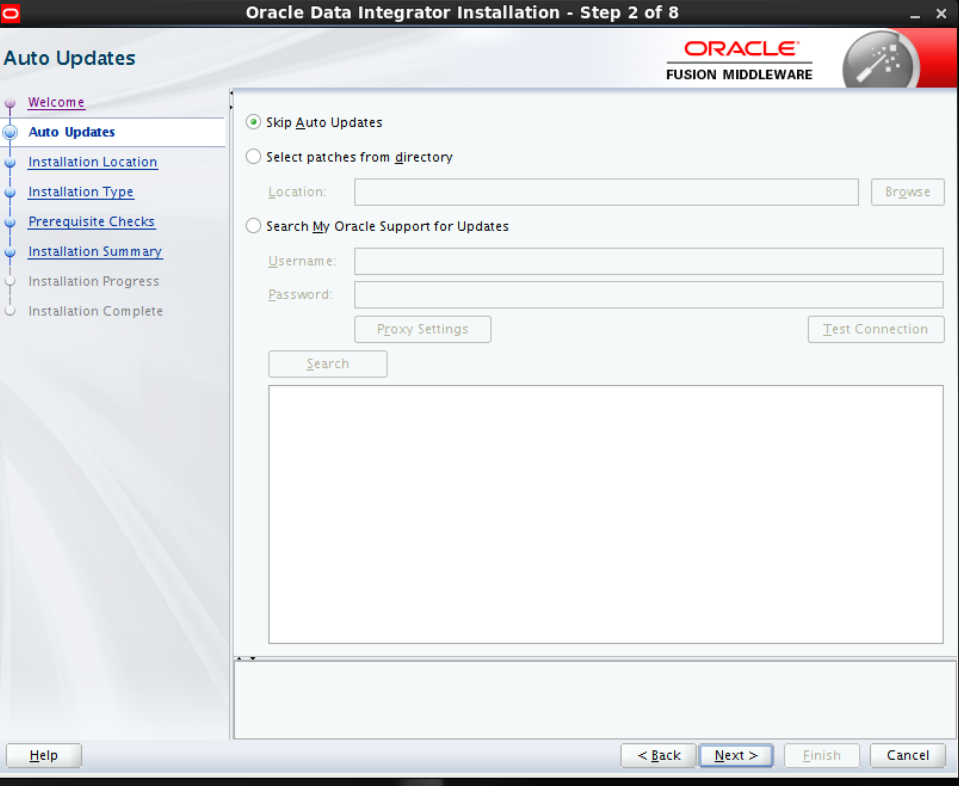 Oracle Data Integrator Installation - Step 2 of 8
Auto Updates
ORACLE
FUSION MIDDLEWARE
Welcome
Auto Updates
Installation Location
Installation Type
Prerequisite Checks
Installation Summary
Installation Progress
Installation Complete
Skip Auto Updates
Select patches from directory
Location:
Browse
Search My Oracle Support for Updates
Username:
Password:
Proxy Settings
Test Connection
Search
Help
< Back
Next >
Finish
Cancel